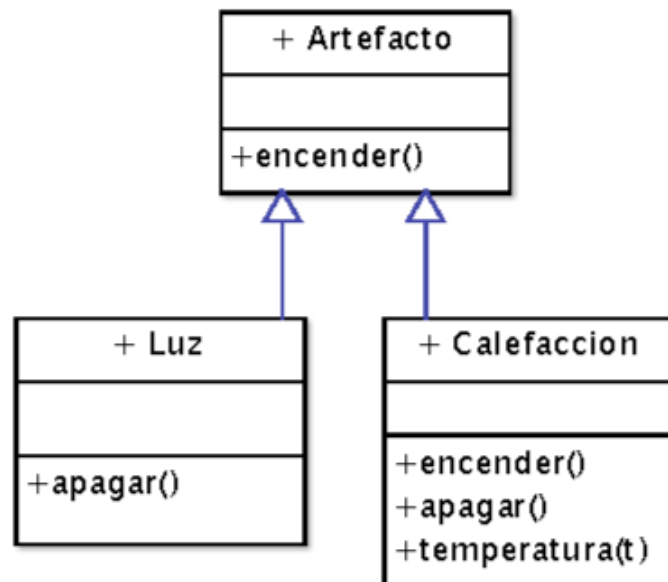 + Artefacto
+encender()
+ Luz
+apagar()
+ Calefaccion
+encender()
+apagar()
+temperatura(t)